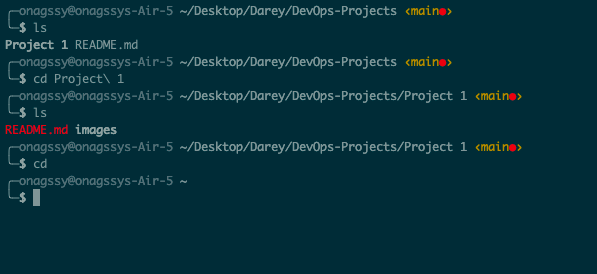 ╭─onagssy@onagssys-Air-5 ~/Desktop/Darey/DevOps-Projects ‹main●›
╰─$ ls
Project 1 README.md
╭─onagssy@onagssys-Air-5 ~/Desktop/Darey/DevOps-Projects ‹main●›
╰─$ cd Project\ 1
╭─onagssy@onagssys-Air-5 ~/Desktop/Darey/DevOps-Projects/Project 1 ‹main●›
╰─$ ls
README.md images
╭─onagssy@onagssys-Air-5 ~/Desktop/Darey/DevOps-Projects/Project 1 ‹main●›
╰─$ cd
╭─onagssy@onagssys-Air-5 ~
╰─$